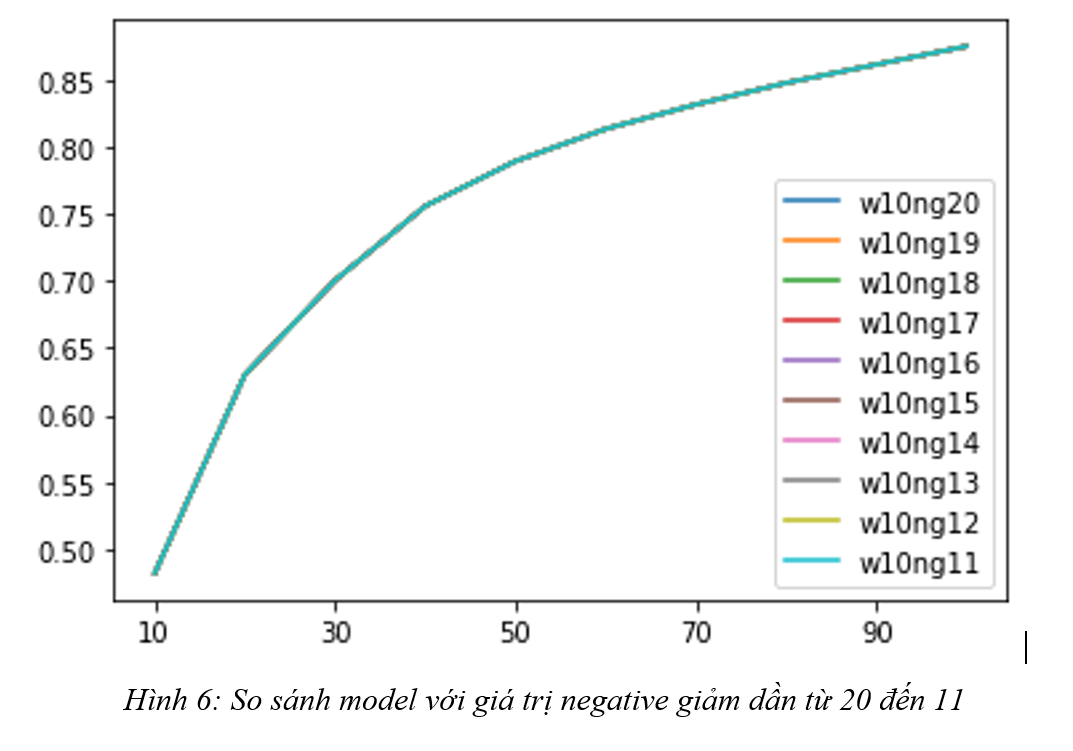 0.85
0.80
0.75
0.70
0.65
0.60
0.55
0.50
w10ng20
w10ng19
w10ng18
w10ng17
w10ng16
w10ng15
w10ng14
w10ng13
w10ng12
w10ng11
10 30 50 70 90
Hình 6: So sánh model với giá trị negative giảm dần từ 20 đến 11